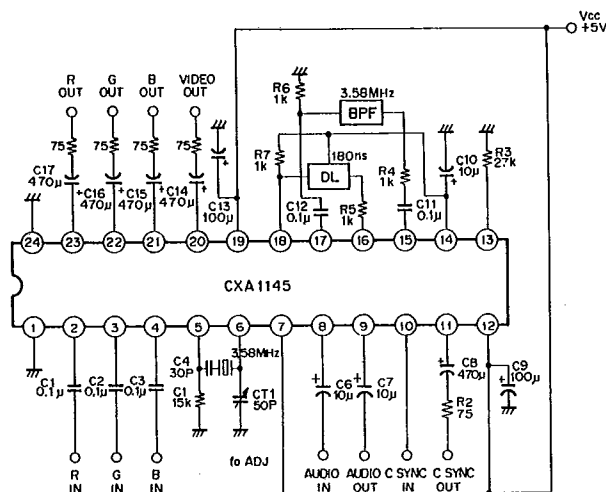 Vcc
+5V
R OUT
G OUT
B OUT
VIDEO OUT
R6
1k
3.58MHz
BPF
75
75
75
75
R7
1k
180ns
DL
R4
1k
C10
10μ
R3
2.7k
C17
470μ
C16
470μ
C15
470μ
C14
470μ
C13
100μ
C12
0.1μ
R5
1k
C11
0.1μ
24
23
22
21
20
19
18
17
16
15
14
13
CXA1145
1
2
3
4
5
6
7
8
9
10
11
12
C1
0.1μ
C2
0.1μ
C3
0.1μ
C4
30P
3.58MHz
C1
15k
CT1
50P
C6
10μ
C7
10μ
C8
470μ
R2
75
C9
100μ
fo ADJ
R IN
G IN
B IN
AUDIO IN
AUDIO OUT
C SYNC IN
C SYNC OUT